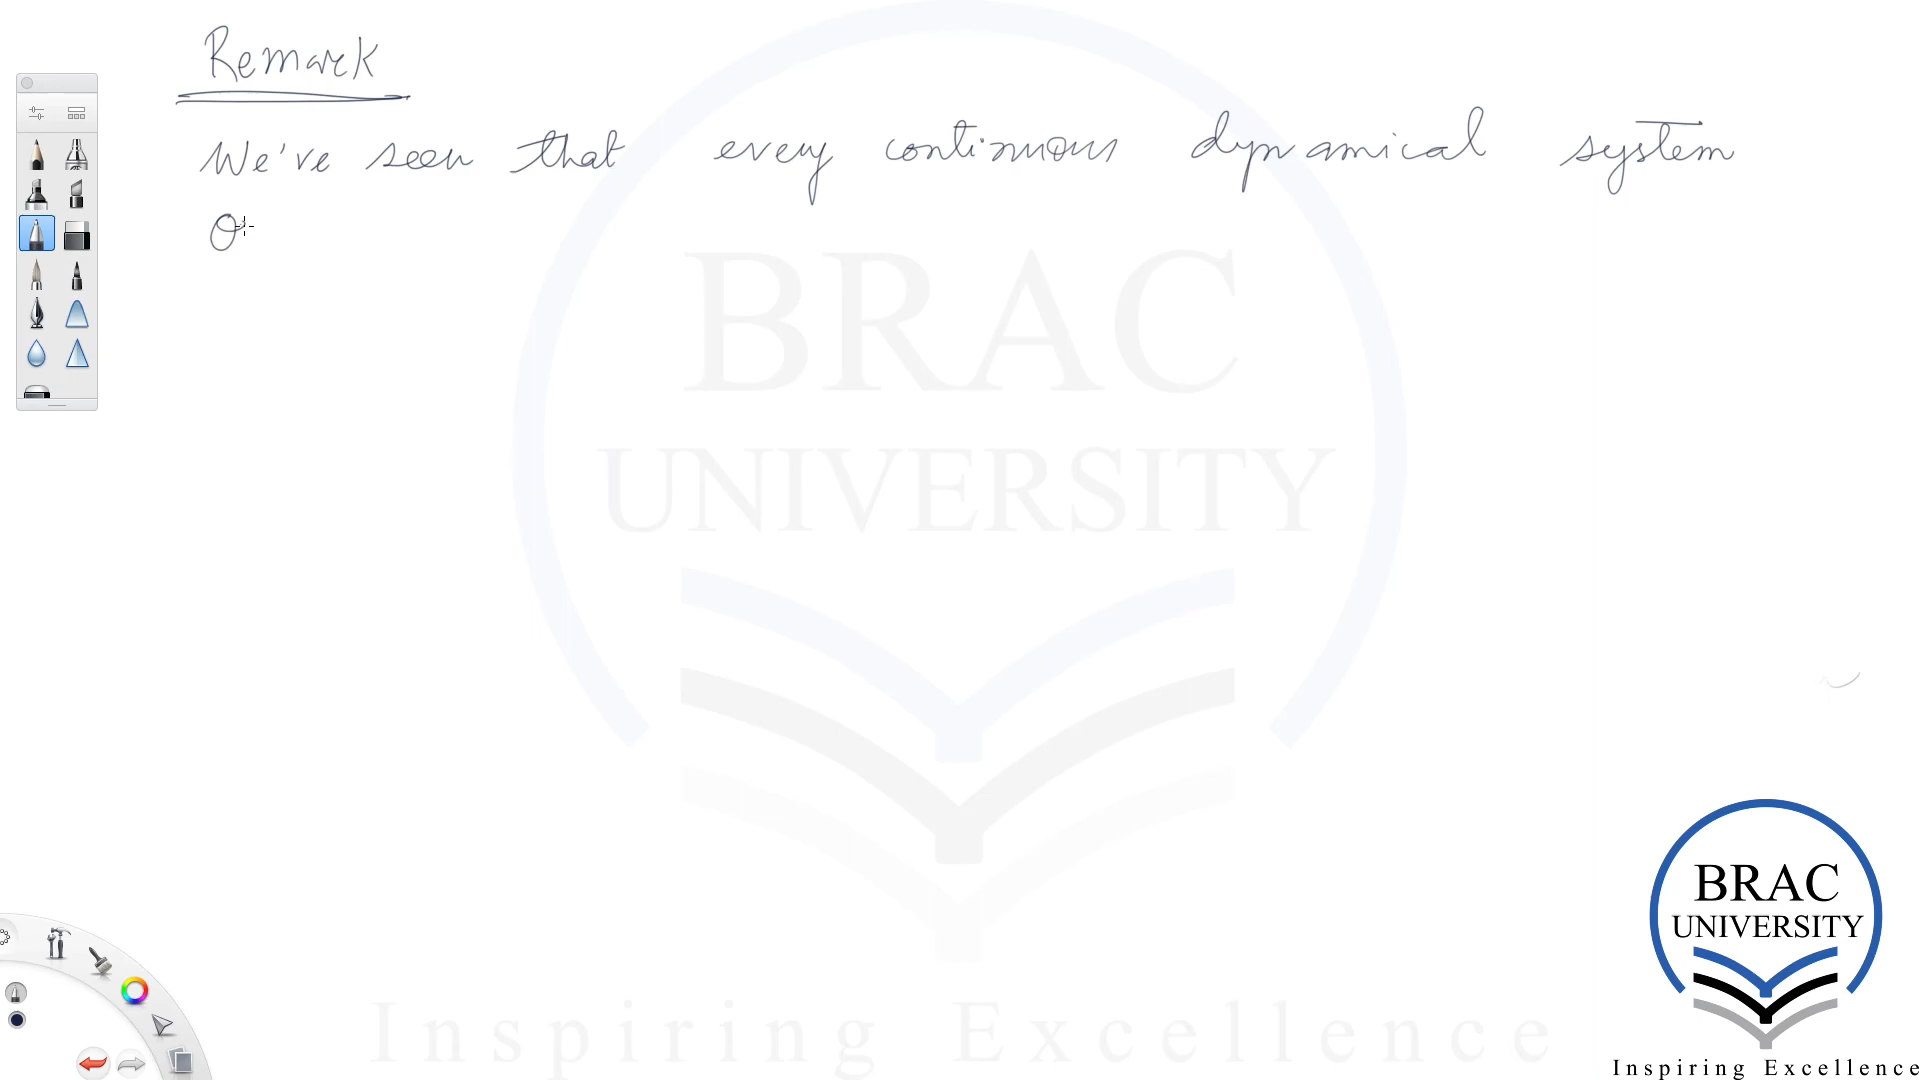 Remark
We've seen that every continuous dynamical system
O
BRAC
UNIVERSITY
Inspiring Excellence
BRAC
UNIVERSITY
Inspiring Excellence